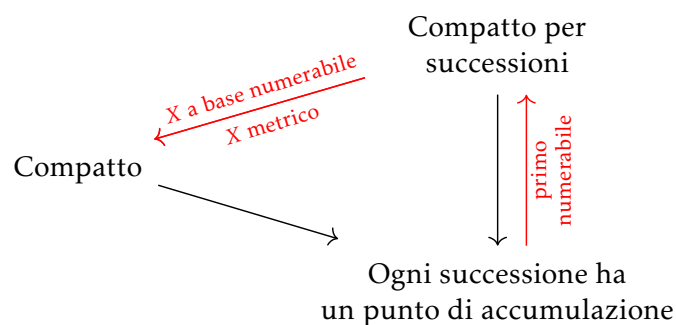 Compatto per
successioni
X a base numerabile
X metrico
Compatto
primo
numerabile
Ogni successione ha
un punto di accumulazione